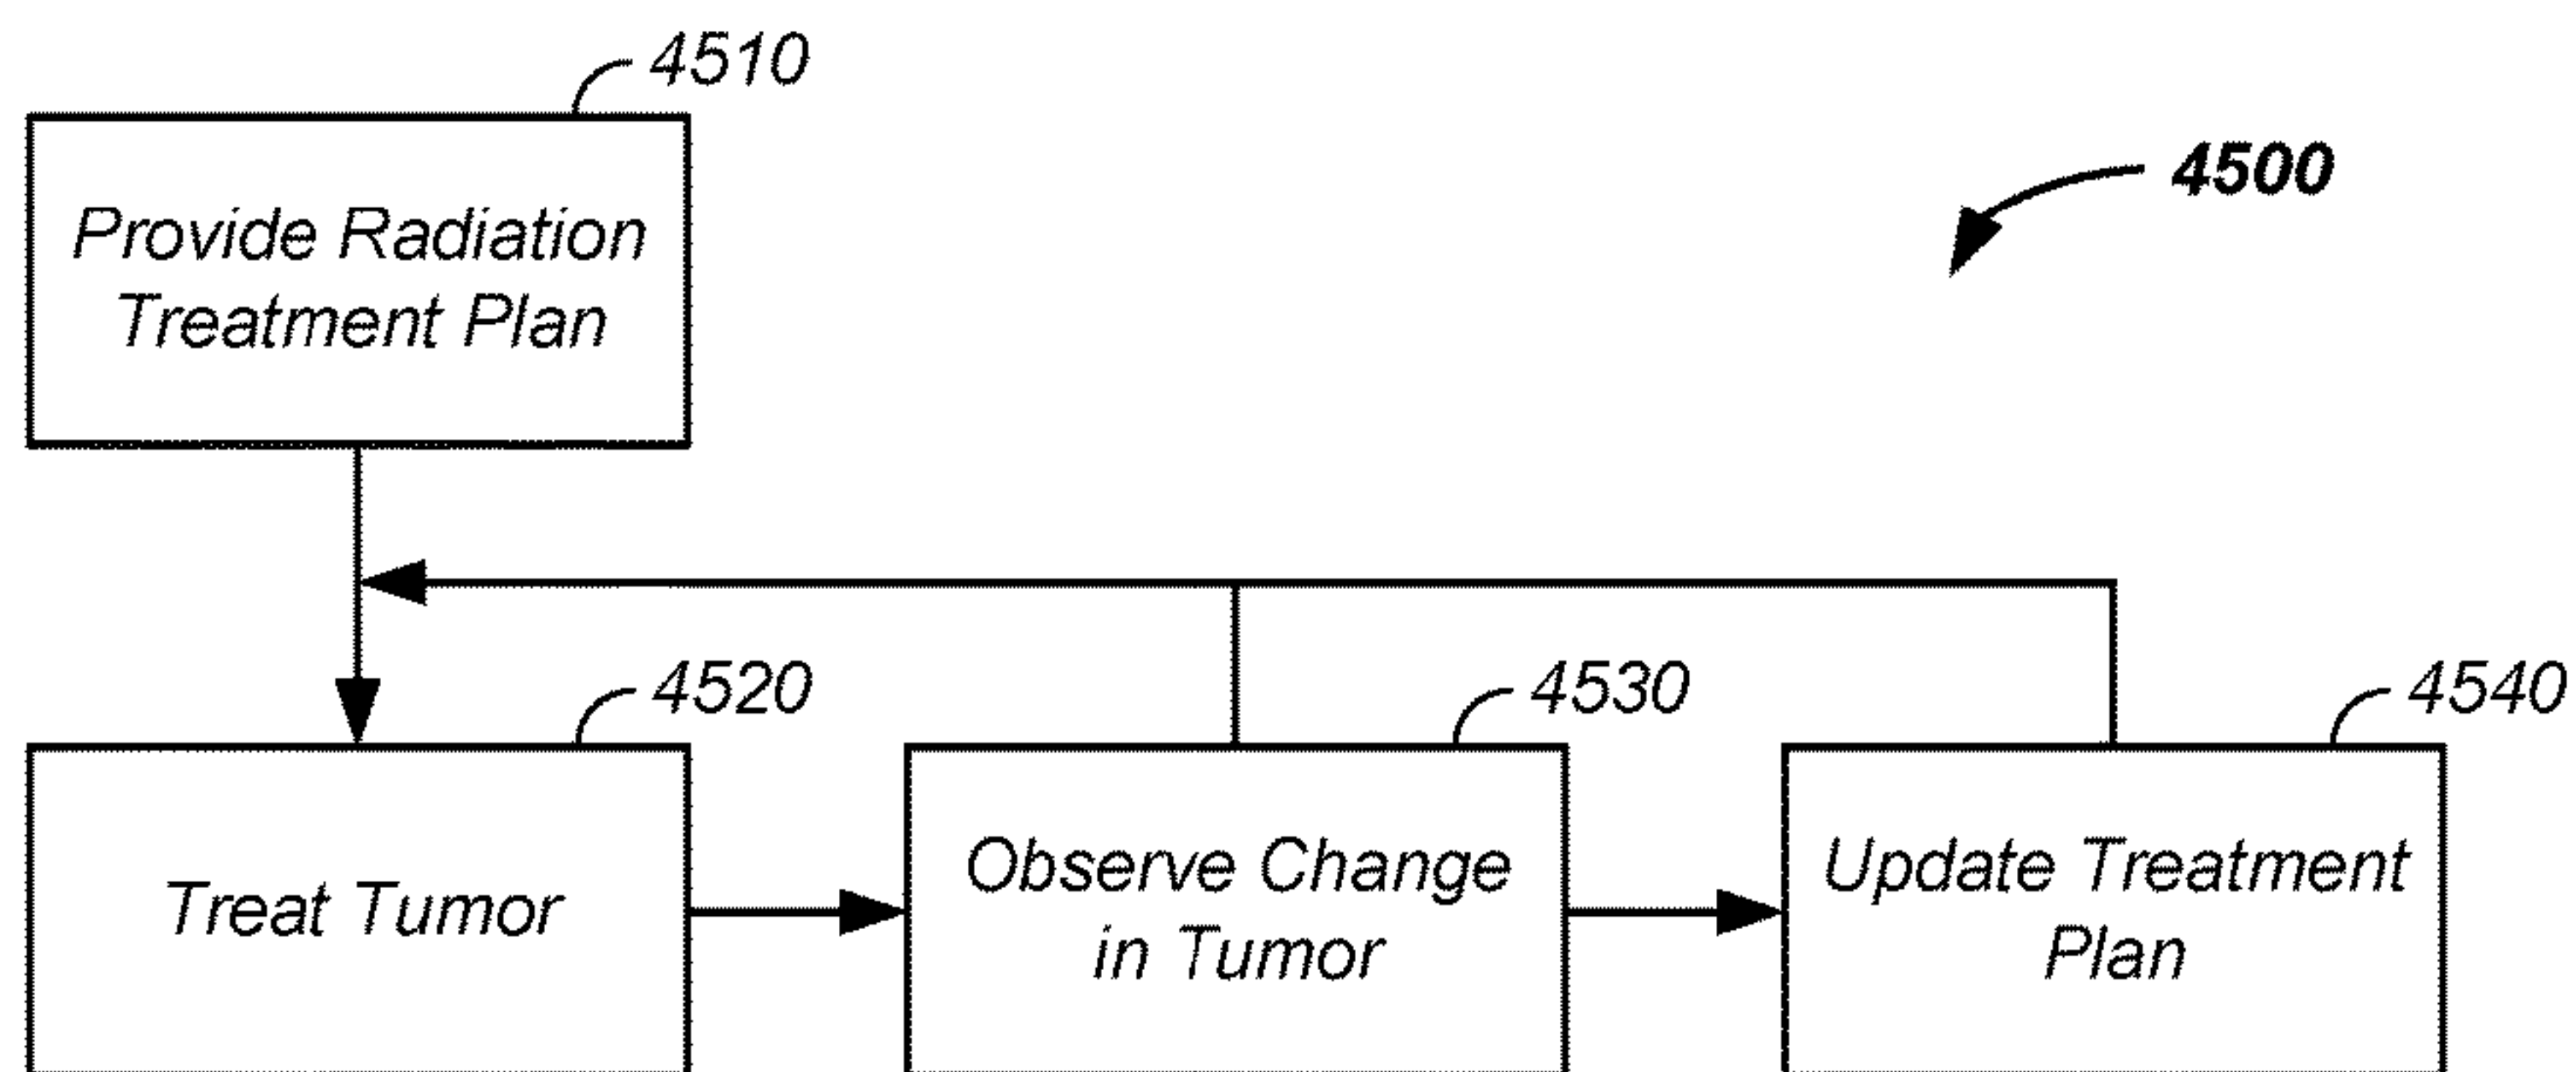 4510
Provide Radiation
Treatment Plan
4500
4520
4530
4540
Treat Tumor
Observe Change
in Tumor
Update Treatment
Plan